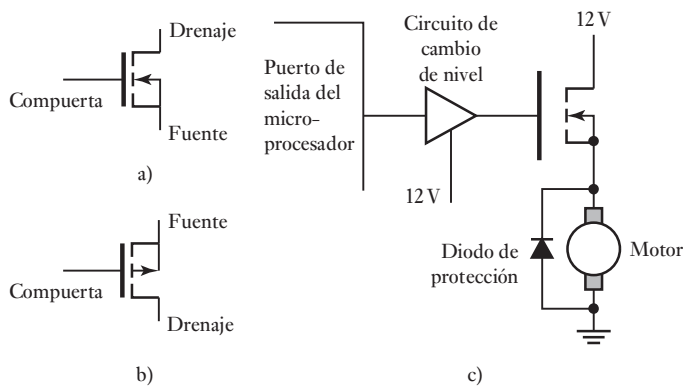 Drenaje
Compuerta
Fuente
a)
Fuente
Compuerta
Drenaje
b)
Puerto de
salida del
micro-
procesador
Circuito de
cambio
de nivel
12 V
12 V
Diodo de
protección
Motor
c)